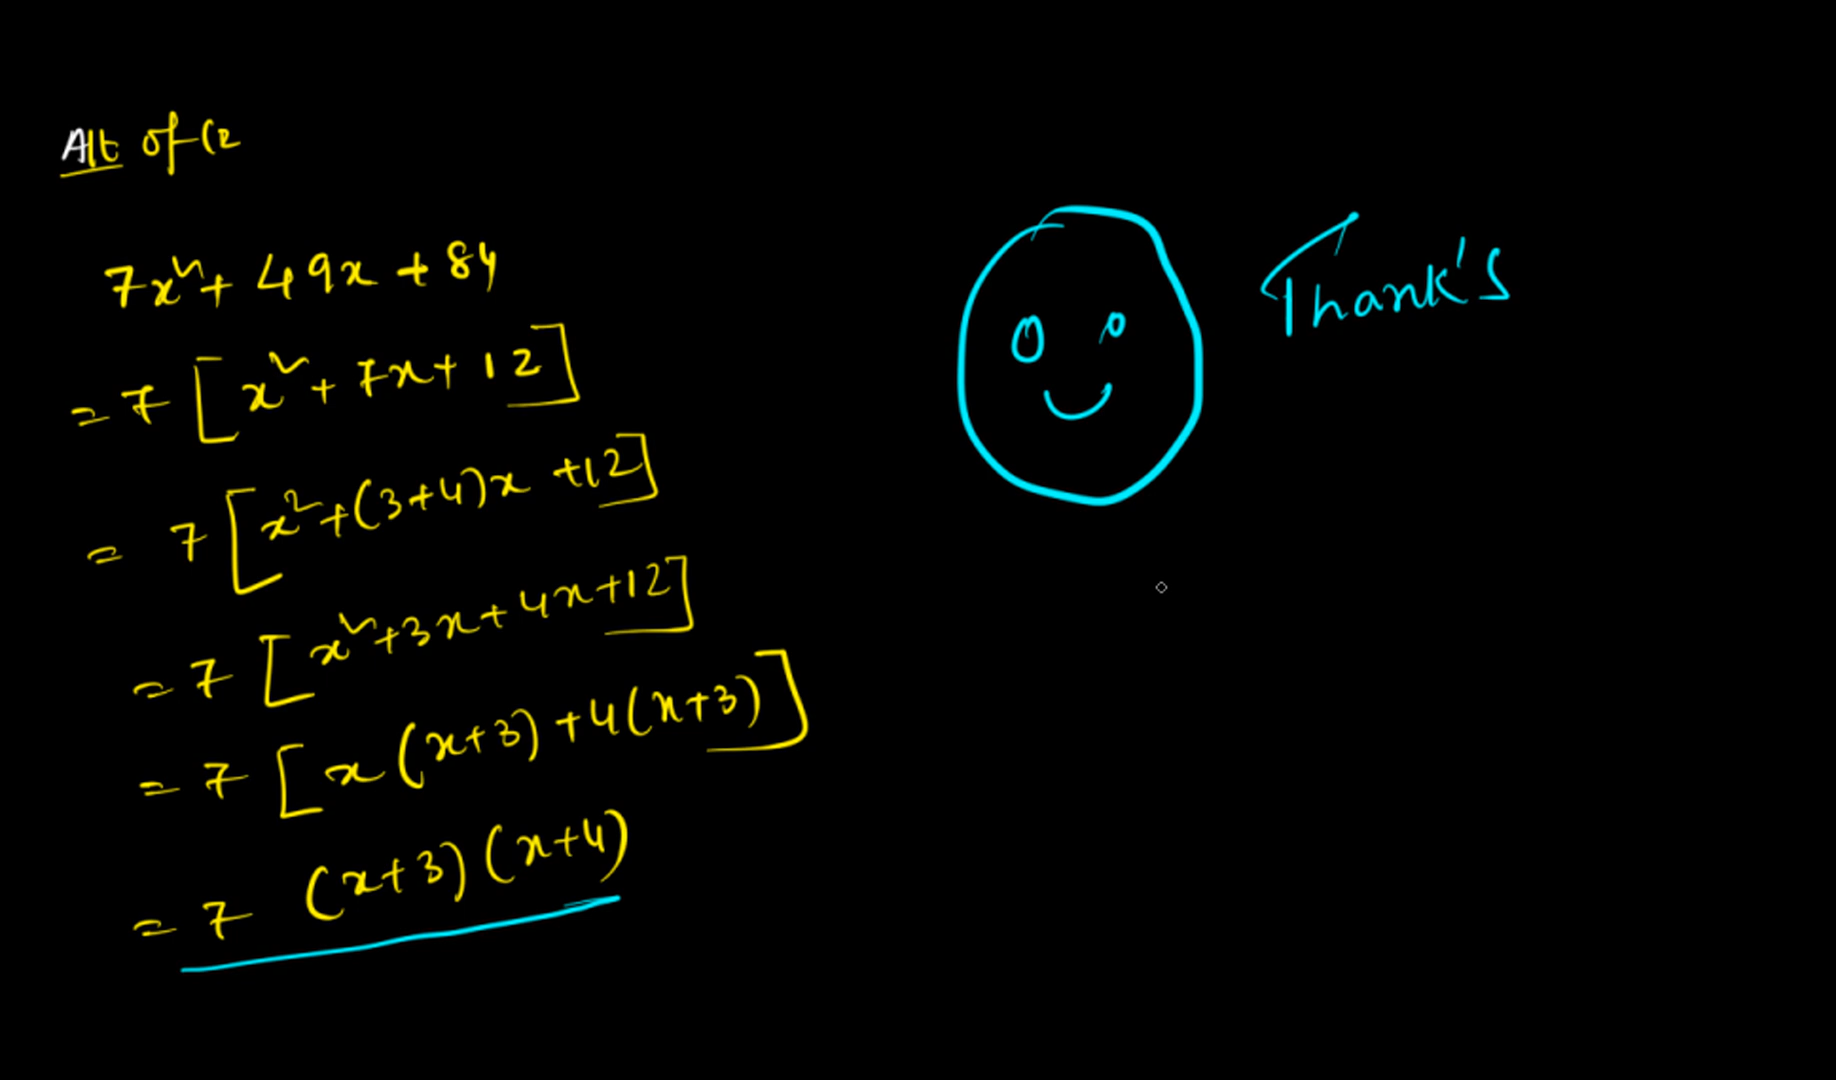 Alt of (2
7x² + 49x + 84
= 7 [x² + 7x + 12]
= 7 [x² + (3+4)x + 12]
= 7 [x² + 3x + 4x + 12]
= 7 [x (x+3) + 4(x+3)]
= 7 (x+3) (x+4)
Thank's